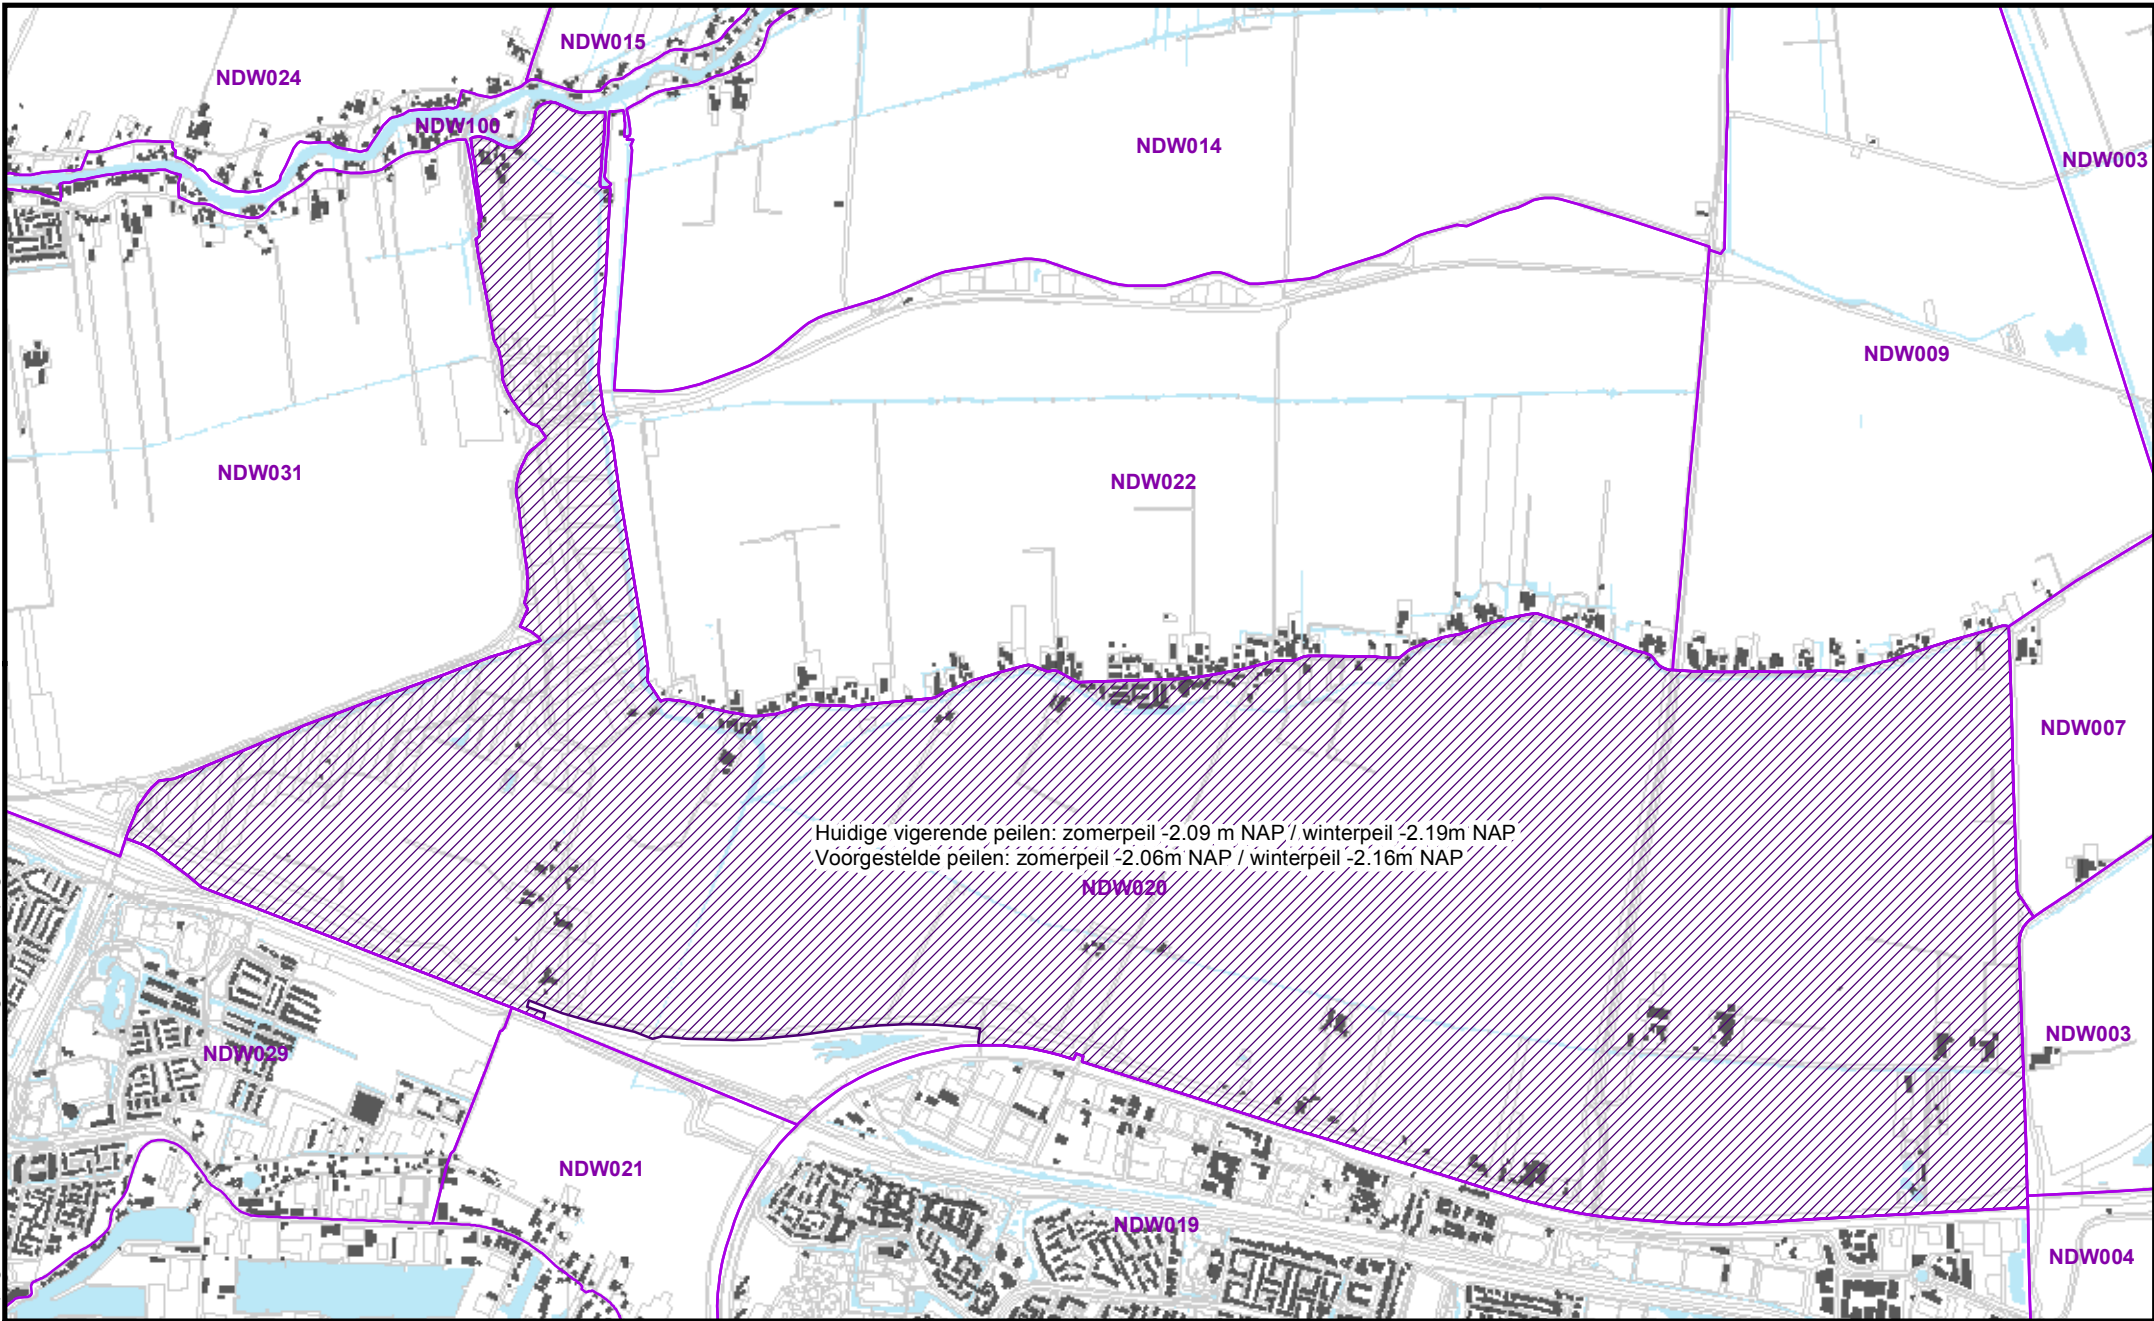 NDW015
NDW024
NDW100
NDW014
NDW003
NDW009
NDW031
NDW022
NDW007
Huidige vigerende peilen: zomerpeil -2.09 m NAP / winterpeil -2.19m NAP
Voorgestelde peilen: zomerpeil -2.06m NAP / winterpeil -2.16m NAP
NDW020
NDW003
NDW029
NDW021
NDW019
NDW004